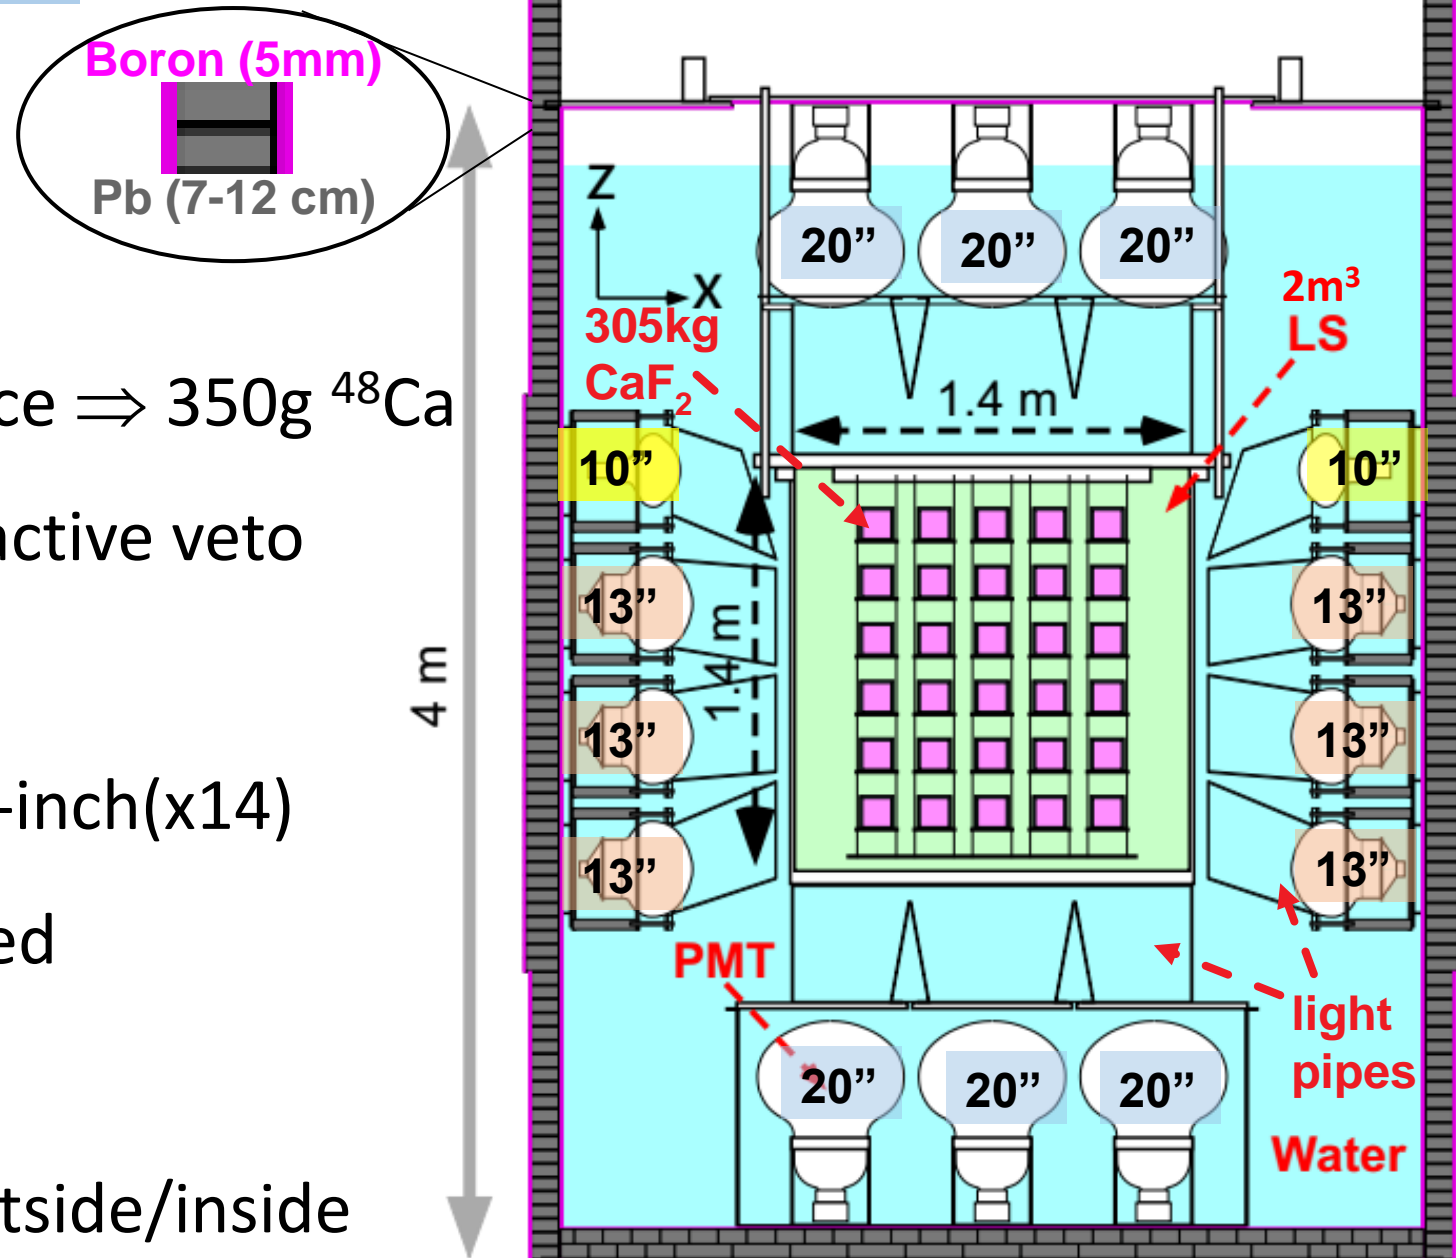 Boron (5mm)
Pb (7-12 cm)
ce ⇒ 350g ⁴⁸Ca
active veto
-inch(x14)
ed
tside/inside
4 m
Z
X
20” 20” 20”
305kg
CaF₂
2m³
LS
1.4 m
1.4 m
10” 10”
13” 13”
13” 13”
13” 13”
PMT
light
pipes
20” 20” 20”
Water